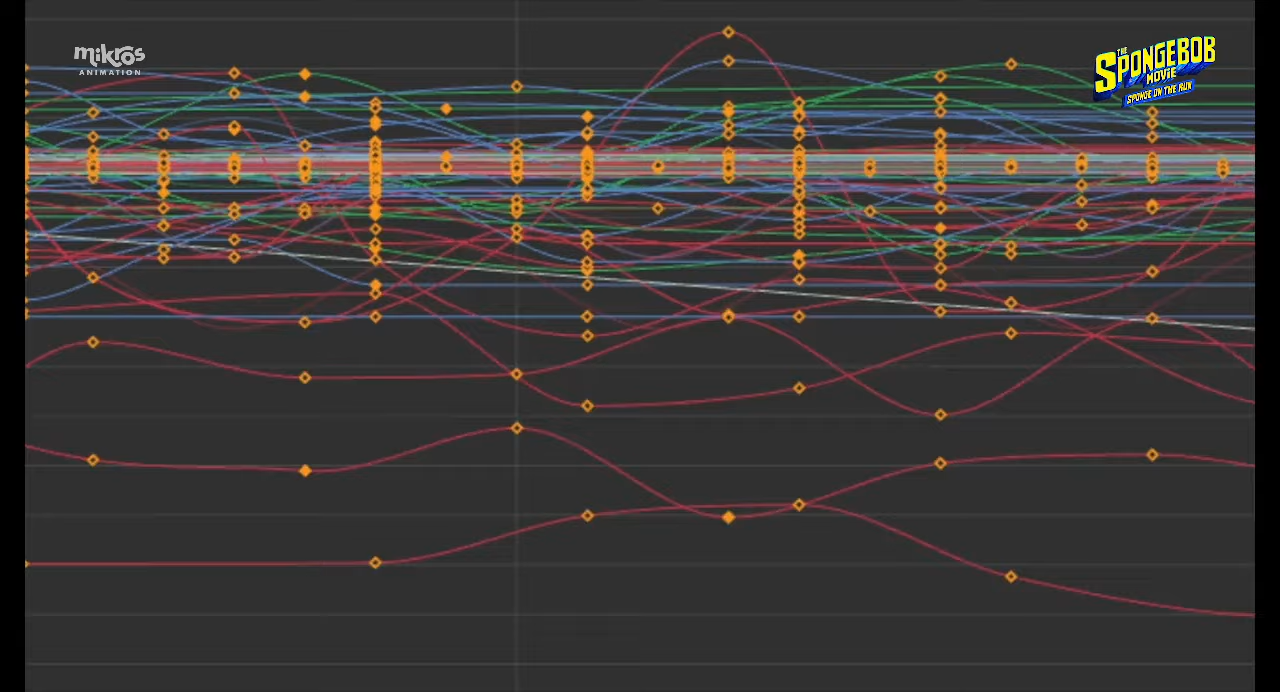 mikros
ANIMATION
THE
SPONGEBOB
MOVIE
SPONGE ON THE RUN